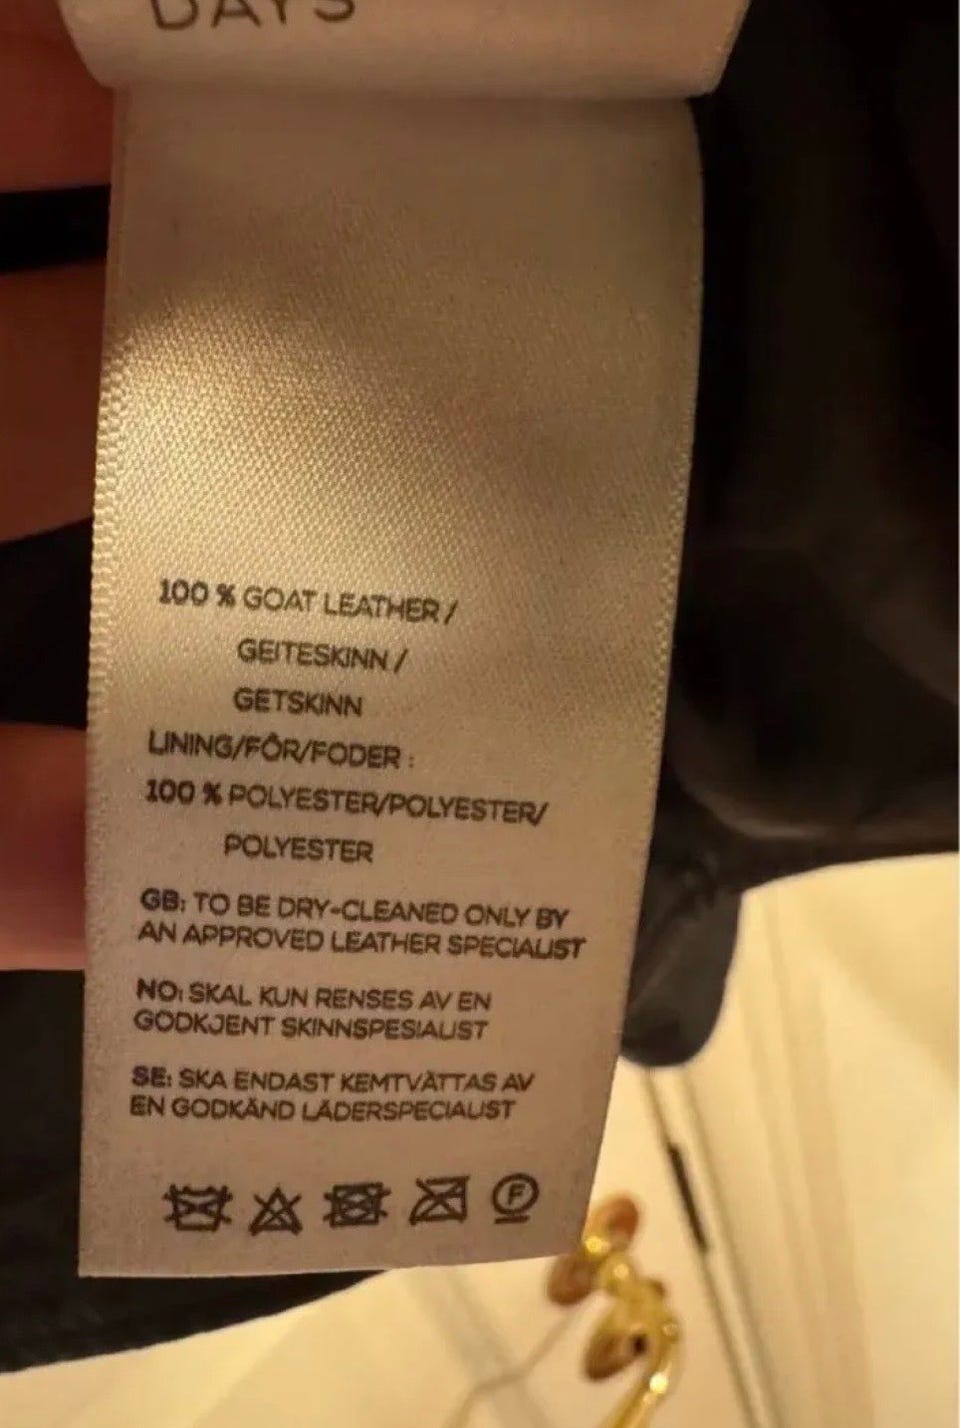 DAYS
100 % GOAT LEATHER /
GEITESKINN /
GETSKINN
LINING/FÔR/FODER :
100 % POLYESTER/POLYESTER/
POLYESTER
GB: TO BE DRY-CLEANED ONLY BY
AN APPROVED LEATHER SPECIALIST
NO: SKAL KUN RENSES AV EN
GODKJENT SKINNSPESIALIST
SE: SKA ENDAST KEMTVÄTTAS AV
EN GODKÄND LÄDERSPECIALIST
F